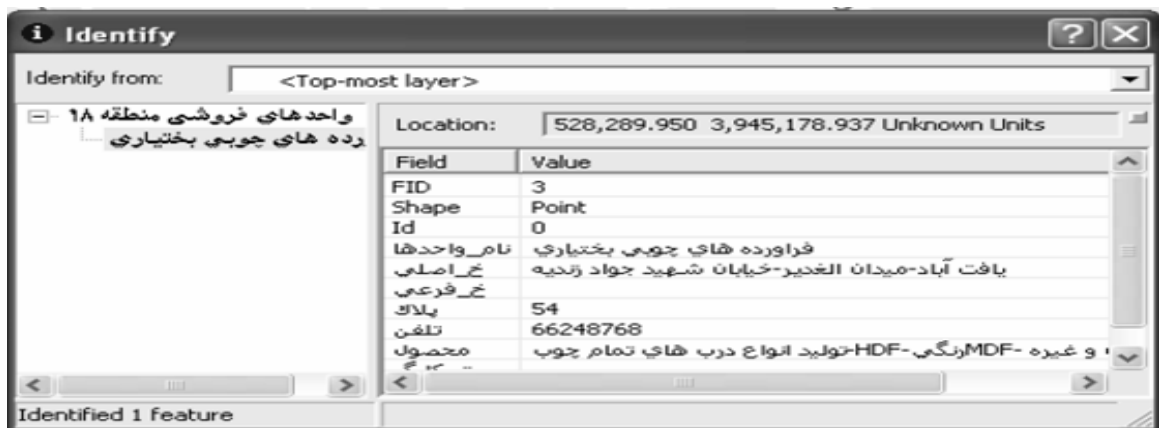 Identify
Identify from: <Top-most layer>
واحدهای فروشی منطقه ۱۸
رده های چوبی بختیاری
Location: 528,289.950 3,945,178.937 Unknown Units
Field Value
FID 3
Shape Point
Id 0
نام_واحدها فراورده هاي چوبي بختياري
خ_اصلي يافت آباد-ميدان الغدير-خيابان شهيد جواد زنديه
خ_فرعي
پلاك 54
تلفن 66248768
محصول توليد انواع درب هاي تمام چوب-HDF-رنگيMDF- و غيره
Identified 1 feature